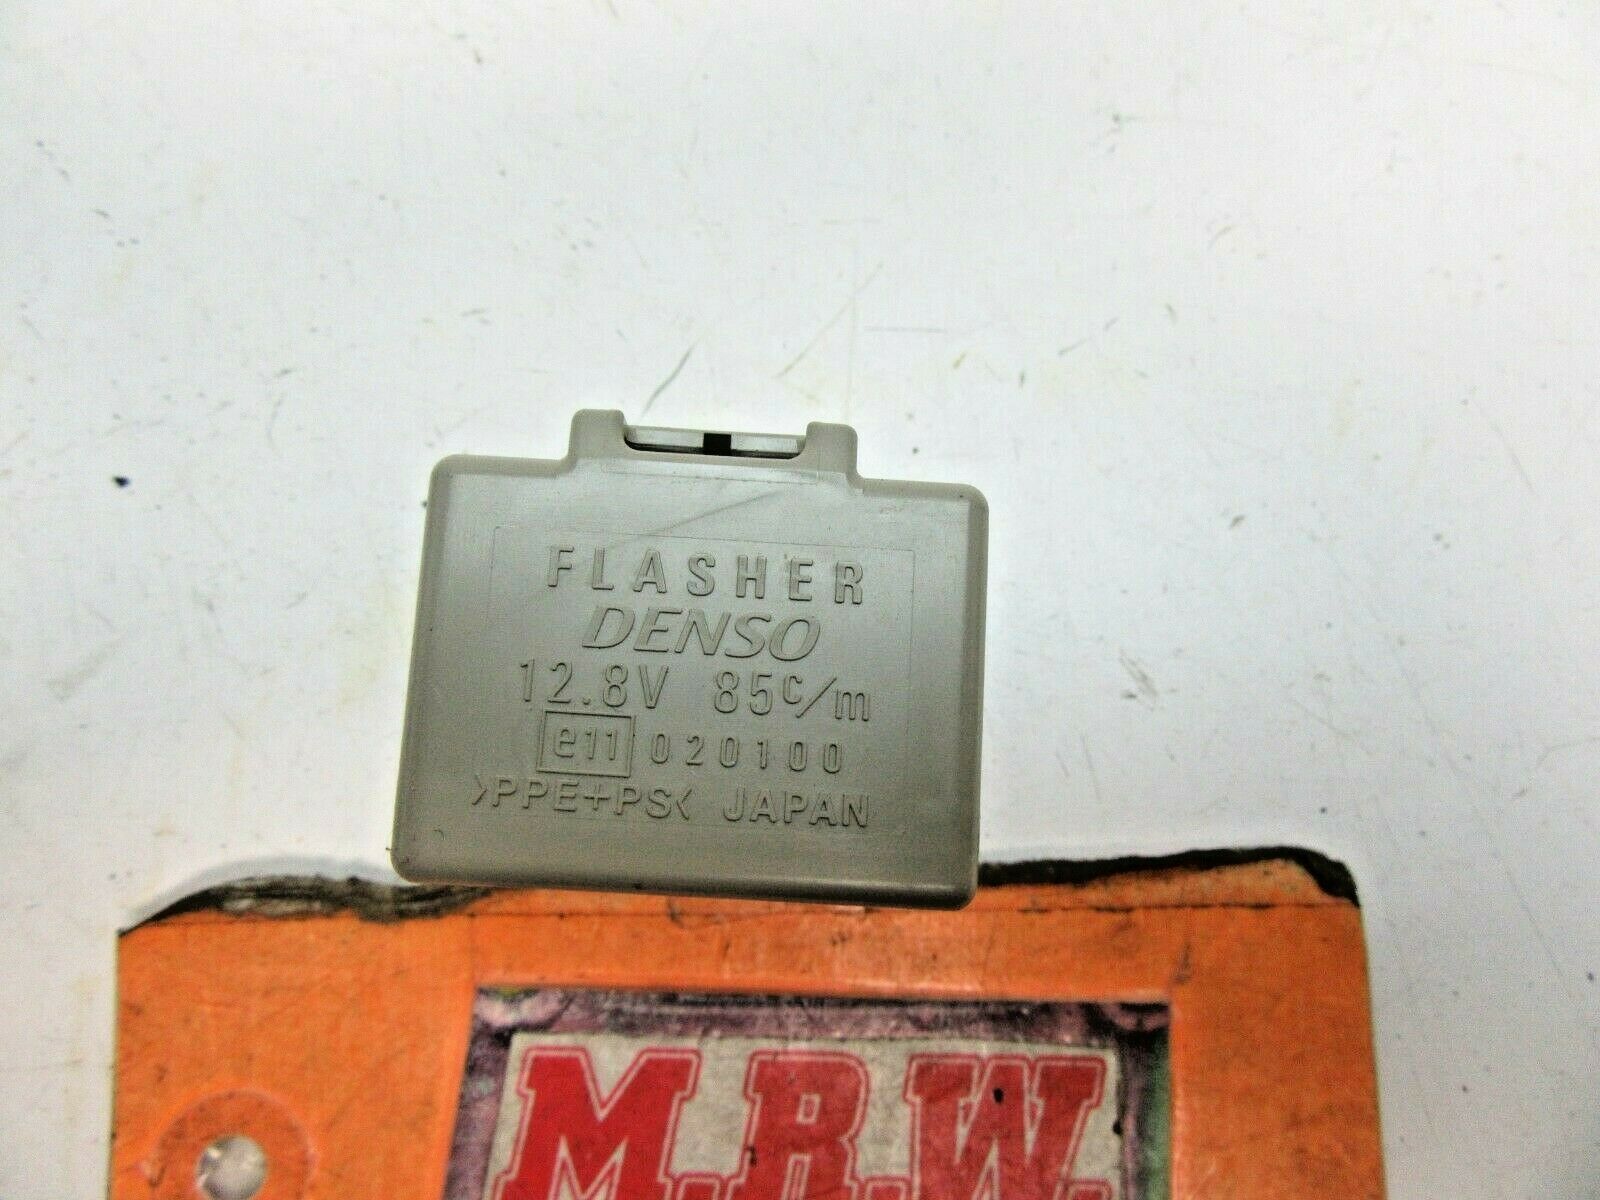 FLASHER
DENSO
12.8V 85c/m
e11 020100
>PPE+PS< JAPAN
M.R.W.